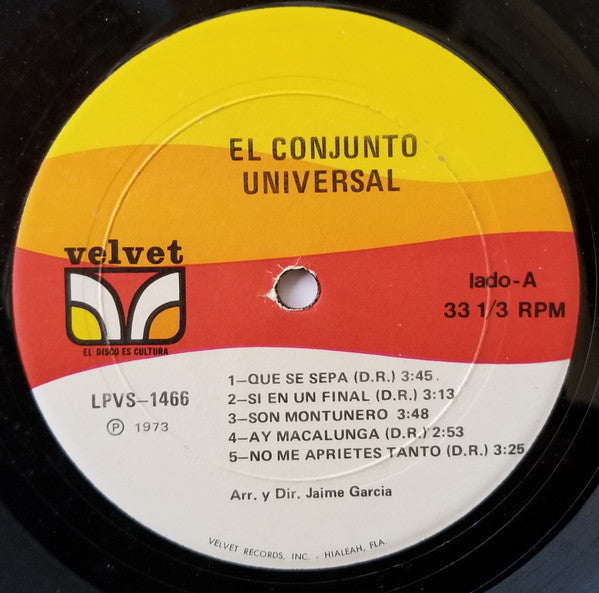 EL CONJUNTO
UNIVERSAL
velvet
EL DISCO ES CULTURA
lado-A
33 1/3 RPM
LPVS-1466
Ⓟ 1973
1—QUE SE SEPA (D.R.) 3:45.
2—SI EN UN FINAL (D.R.) 3:13
3—SON MONTUNERO 3:48
4—AY MACALUNGA (D.R.) 2:53
5—NO ME APRIETES TANTO (D.R.) 3:25
Arr. y Dir. Jaime Garcia
VELVET RECORDS, INC. - HIALEAH, FLA.